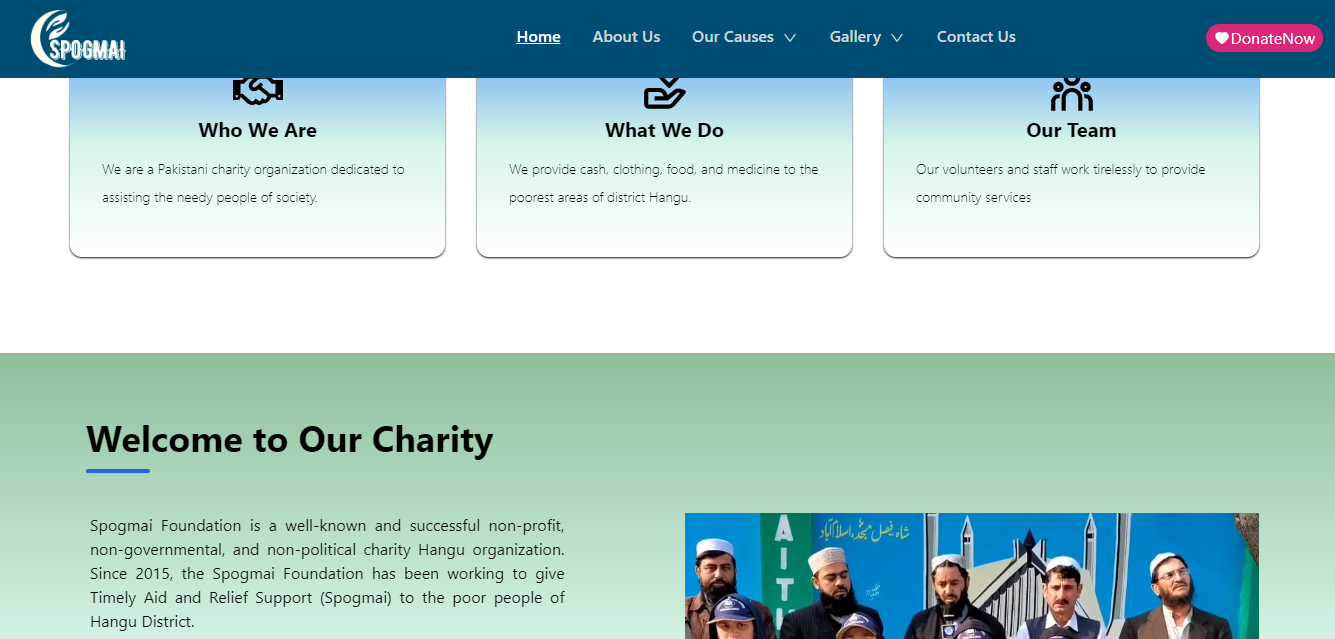 SPOGMAI
Home
About Us
Our Causes
Gallery
Contact Us
DonateNow
Who We Are
We are a Pakistani charity organization dedicated to
assisting the needy people of society.
What We Do
We provide cash, clothing, food, and medicine to the
poorest areas of district Hangu.
Our Team
Our volunteers and staff work tirelessly to provide
community services
Welcome to Our Charity
Spogmai Foundation is a well-known and successful non-profit,
non-governmental, and non-political charity Hangu organization.
Since 2015, the Spogmai Foundation has been working to give
Timely Aid and Relief Support (Spogmai) to the poor people of
Hangu District.
شاہ فیصل مسجد، اسلام آباد